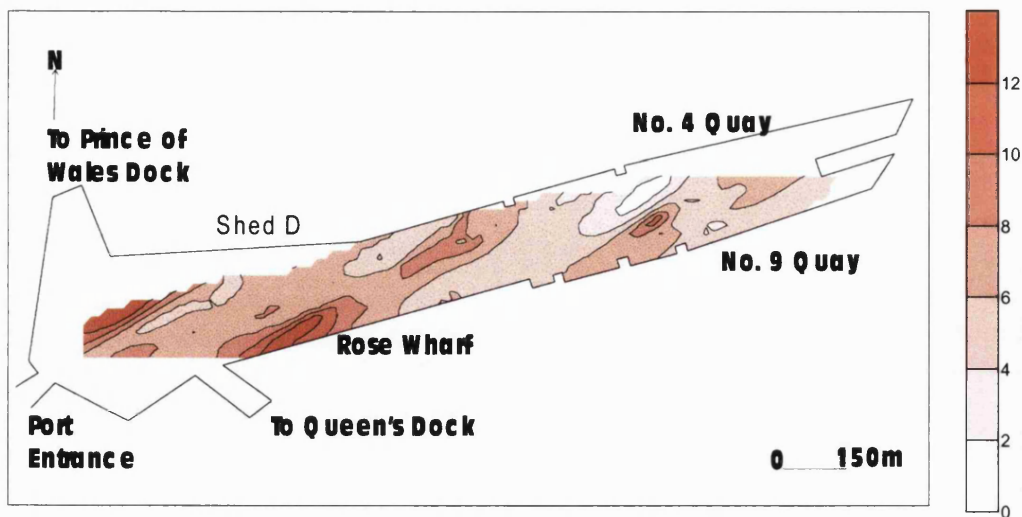 N
To Prince of
Wales Dock
Shed D
No. 4 Quay
No. 9 Quay
Rose Wharf
Port
Entrance
To Queen's Dock
0 150m
12
10
8
6
4
2
0